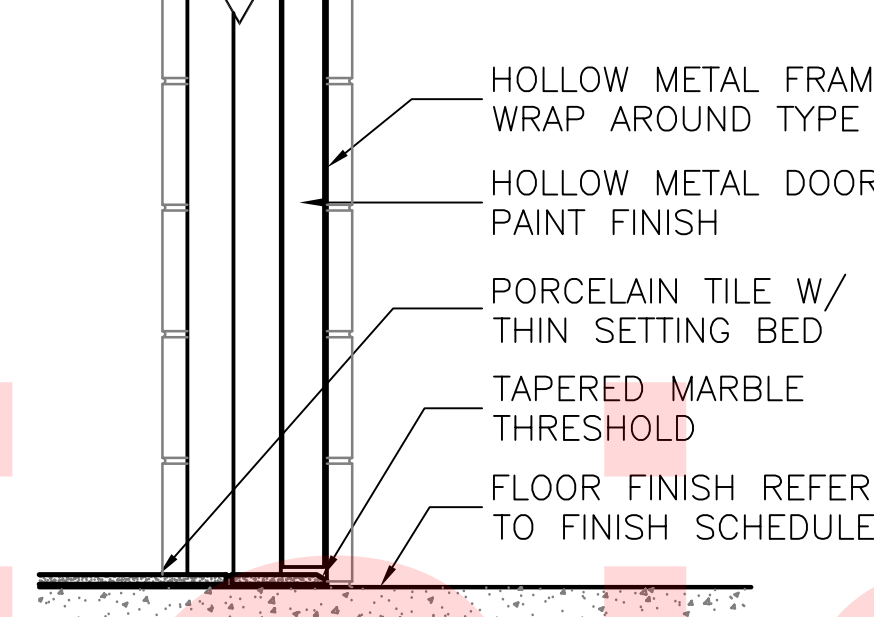 HOLLOW METAL FRAM
WRAP AROUND TYPE
HOLLOW METAL DOOR
PAINT FINISH
PORCELAIN TILE W/
THIN SETTING BED
TAPERED MARBLE
THRESHOLD
FLOOR FINISH REFER
TO FINISH SCHEDULE